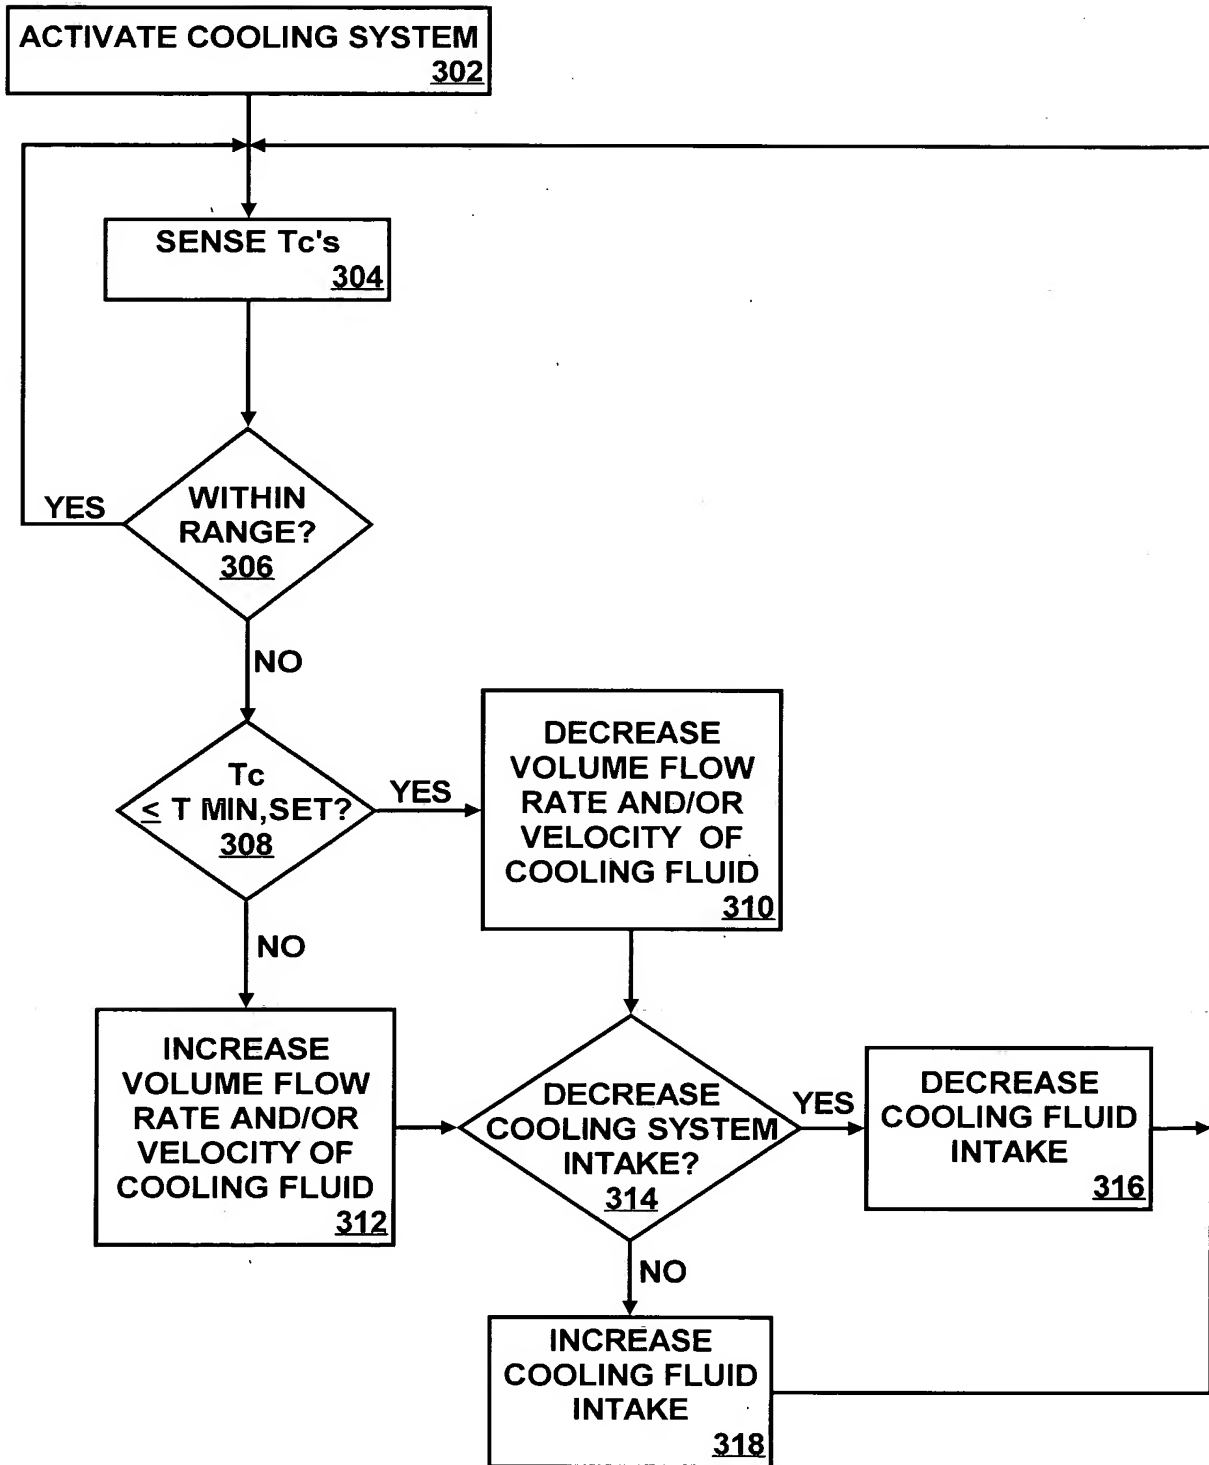 ACTIVATE COOLING SYSTEM
302
SENSE Tc's
304
WITHIN
RANGE?
306
YES
NO
Tc
≤ T MIN,SET?
308
YES
NO
DECREASE
VOLUME FLOW
RATE AND/OR
VELOCITY OF
COOLING FLUID
310
INCREASE
VOLUME FLOW
RATE AND/OR
VELOCITY OF
COOLING FLUID
312
DECREASE
COOLING SYSTEM
INTAKE?
314
YES
NO
DECREASE
COOLING FLUID
INTAKE
316
INCREASE
COOLING FLUID
INTAKE
318